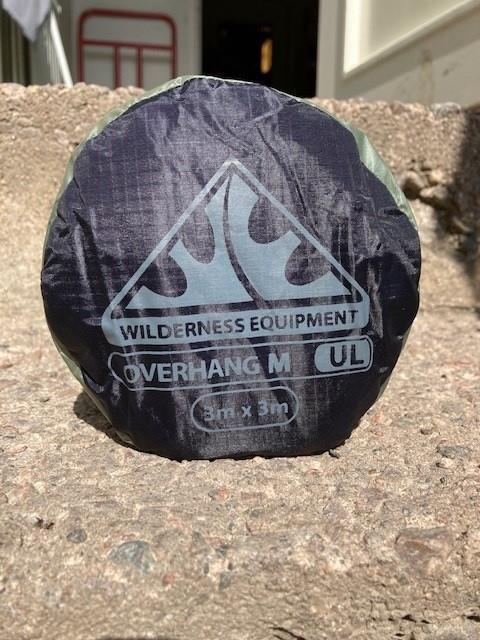 WILDERNESS EQUIPMENT
OVERHANG M UL
3m x 3m